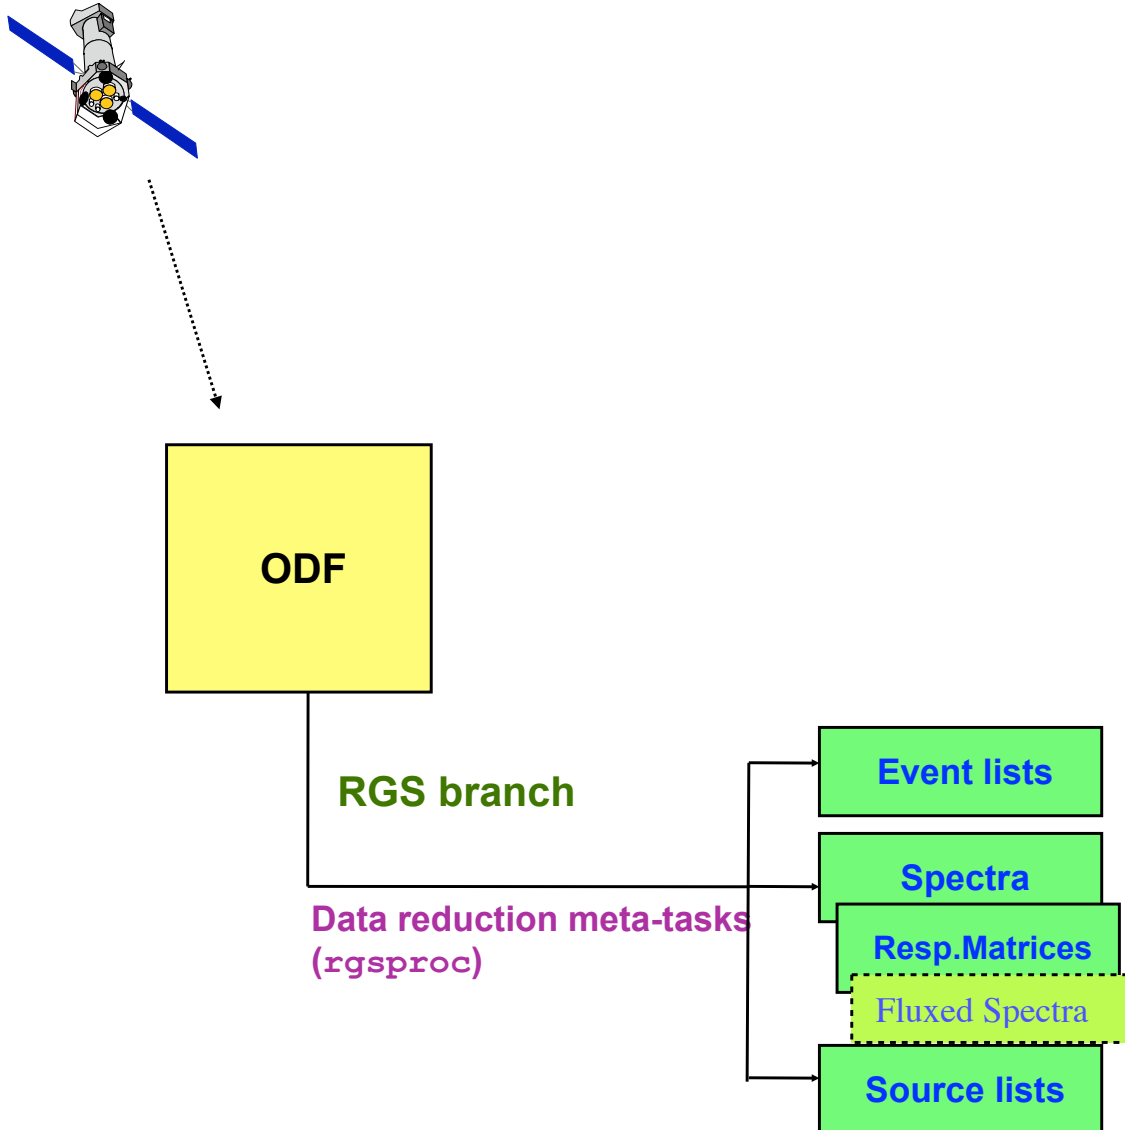 ODF
RGS branch
Data reduction meta-tasks
(rgsproc)
Event lists
Spectra
Resp.Matrices
Fluxed Spectra
Source lists